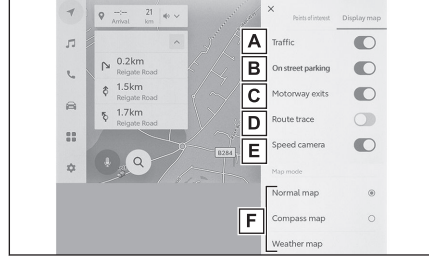 --:--
Arrival
21
km
0.2km
Reigate Road
1.5km
Reigate Road
1.7km
Reigate Road
B284
Points of interest
Display map
A
Traffic
B
On street parking
C
Motorway exits
D
Route trace
E
Speed camera
Map mode
F
Normal map
Compass map
Weather map